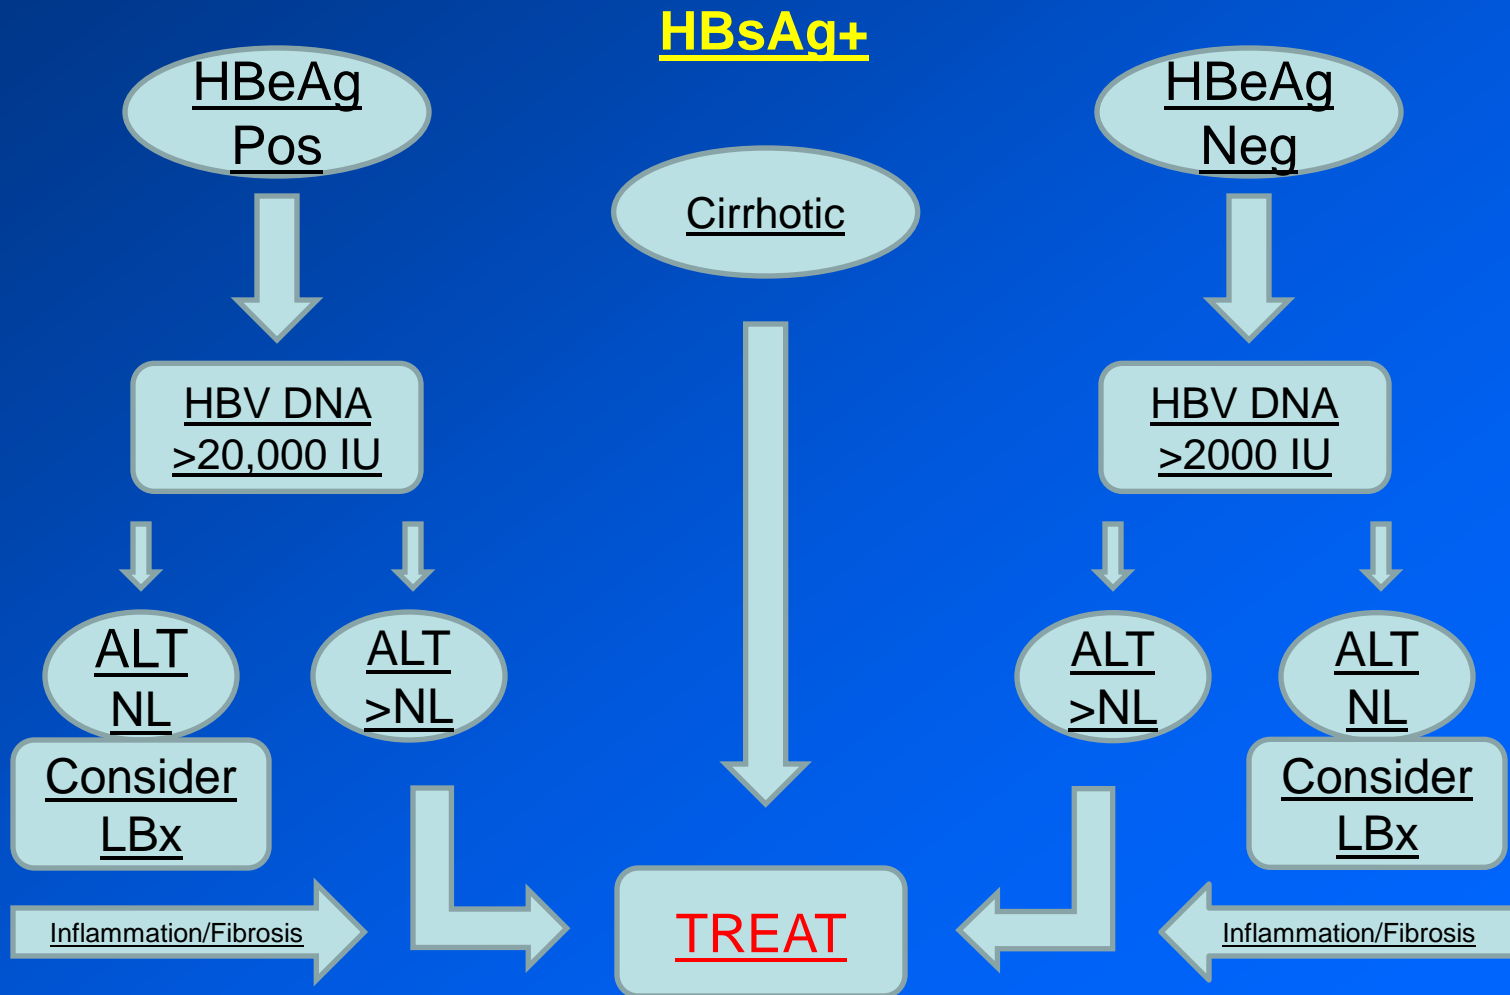 HBsAg+
HBeAg
Pos
HBeAg
Neg
Cirrhotic
HBV DNA
>20,000 IU
HBV DNA
>2000 IU
ALT
NL
ALT
>NL
ALT
>NL
ALT
NL
Consider
LBx
Consider
LBx
Inflammation/Fibrosis
TREAT
Inflammation/Fibrosis